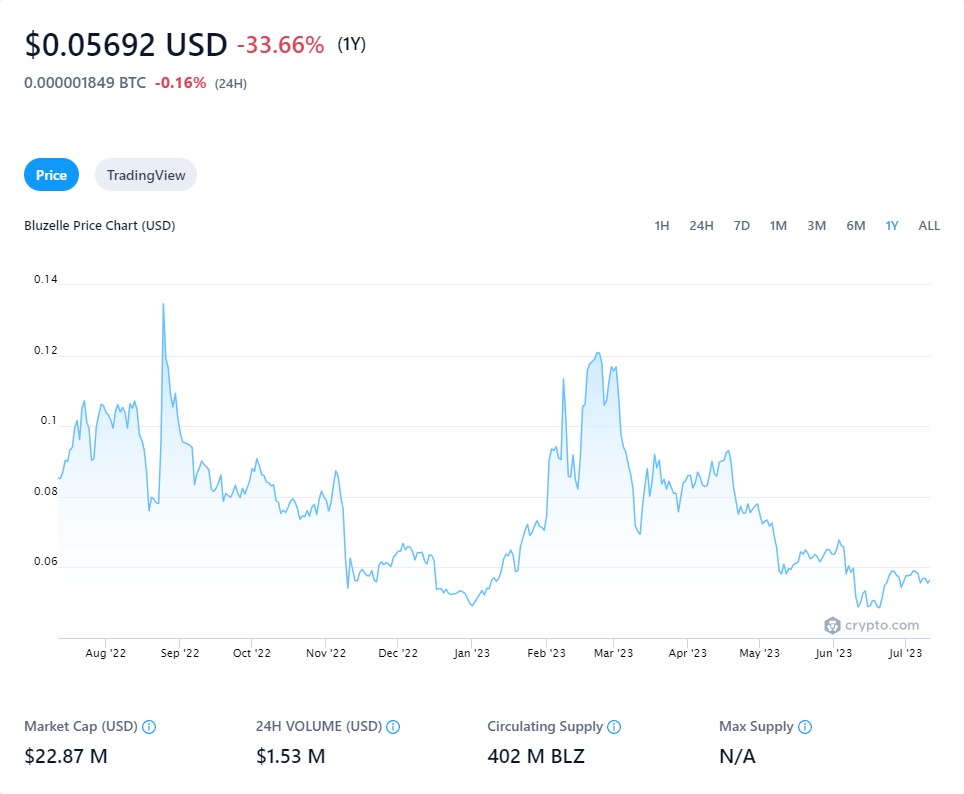 $0.05692 USD -33.66% (1Y)
0.000001849 BTC -0.16% (24H)
Price TradingView
Bluzelle Price Chart (USD) 1H 24H 7D 1M 3M 6M 1Y ALL
0.14
0.12
0.1
0.08
0.06
crypto.com
Aug '22 Sep '22 Oct '22 Nov '22 Dec '22 Jan '23 Feb '23 Mar '23 Apr '23 May '23 Jun '23 Jul '23
Market Cap (USD) 24H VOLUME (USD) Circulating Supply Max Supply
$22.87 M $1.53 M 402 M BLZ N/A